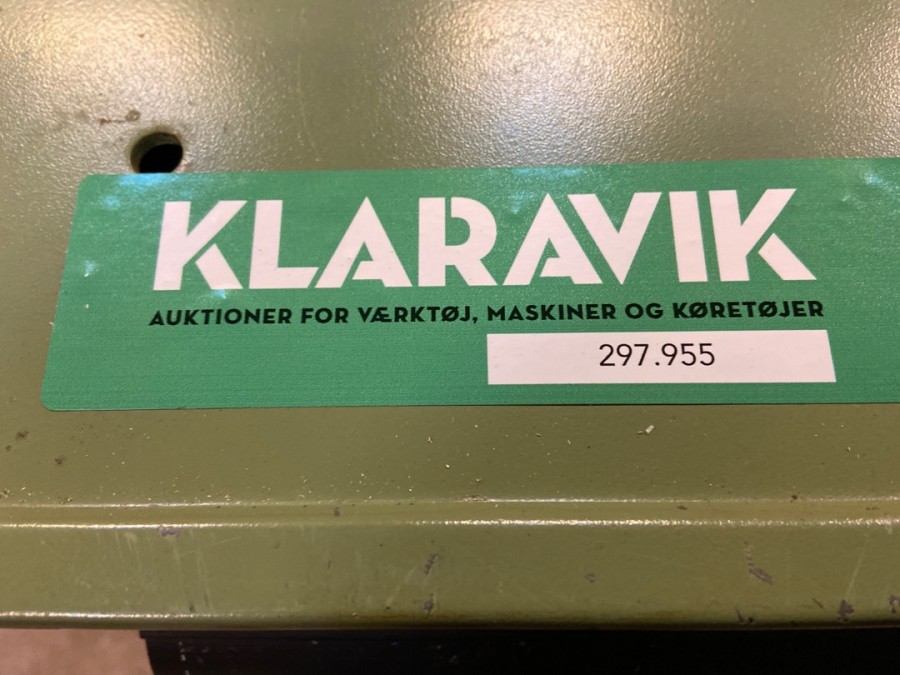 KLARAVIK
AUKTIONER FOR VÆRKTØJ, MASKINER OG KØRETØJER
297.955